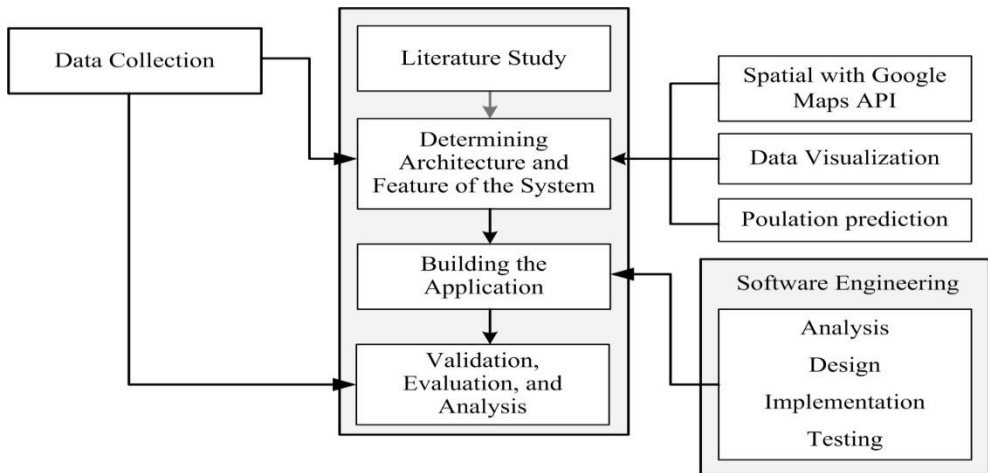 Data Collection
Literature Study
Determining
Architecture and
Feature of the System
Building the
Application
Validation,
Evaluation, and
Analysis
Spatial with Google
Maps API
Data Visualization
Poulation prediction
Software Engineering
Analysis
Design
Implementation
Testing